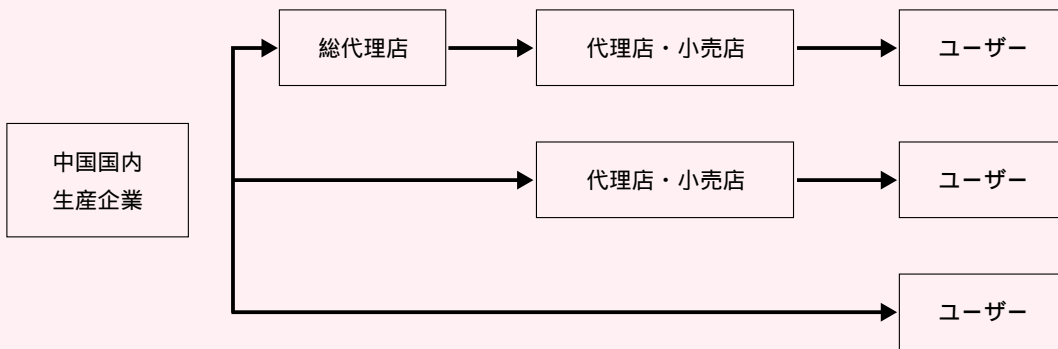 総代理店
代理店・小売店
ユーザー
中国国内
生産企業
代理店・小売店
ユーザー
ユーザー